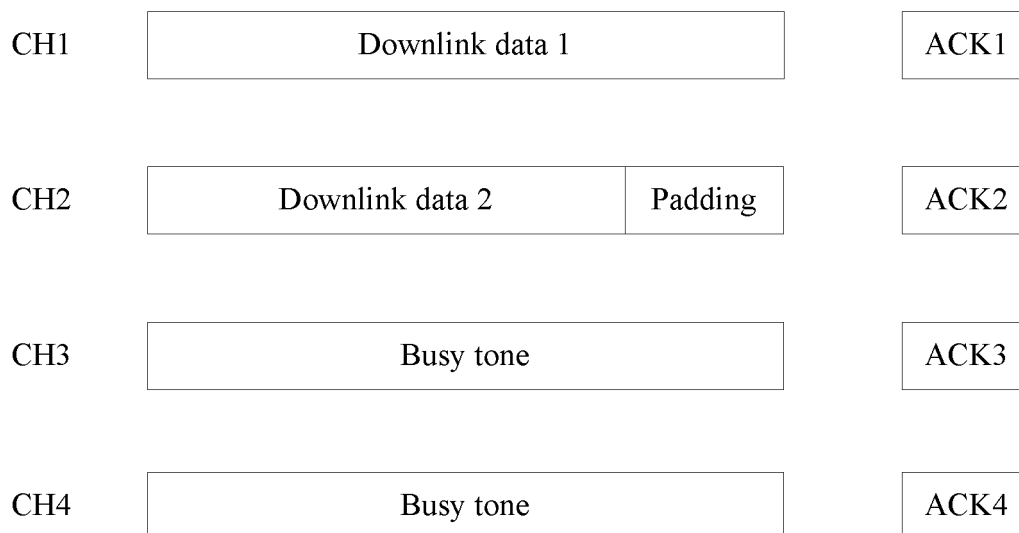 CH1 Downlink data 1 ACK1
CH2 Downlink data 2 Padding ACK2
CH3 Busy tone ACK3
CH4 Busy tone ACK4